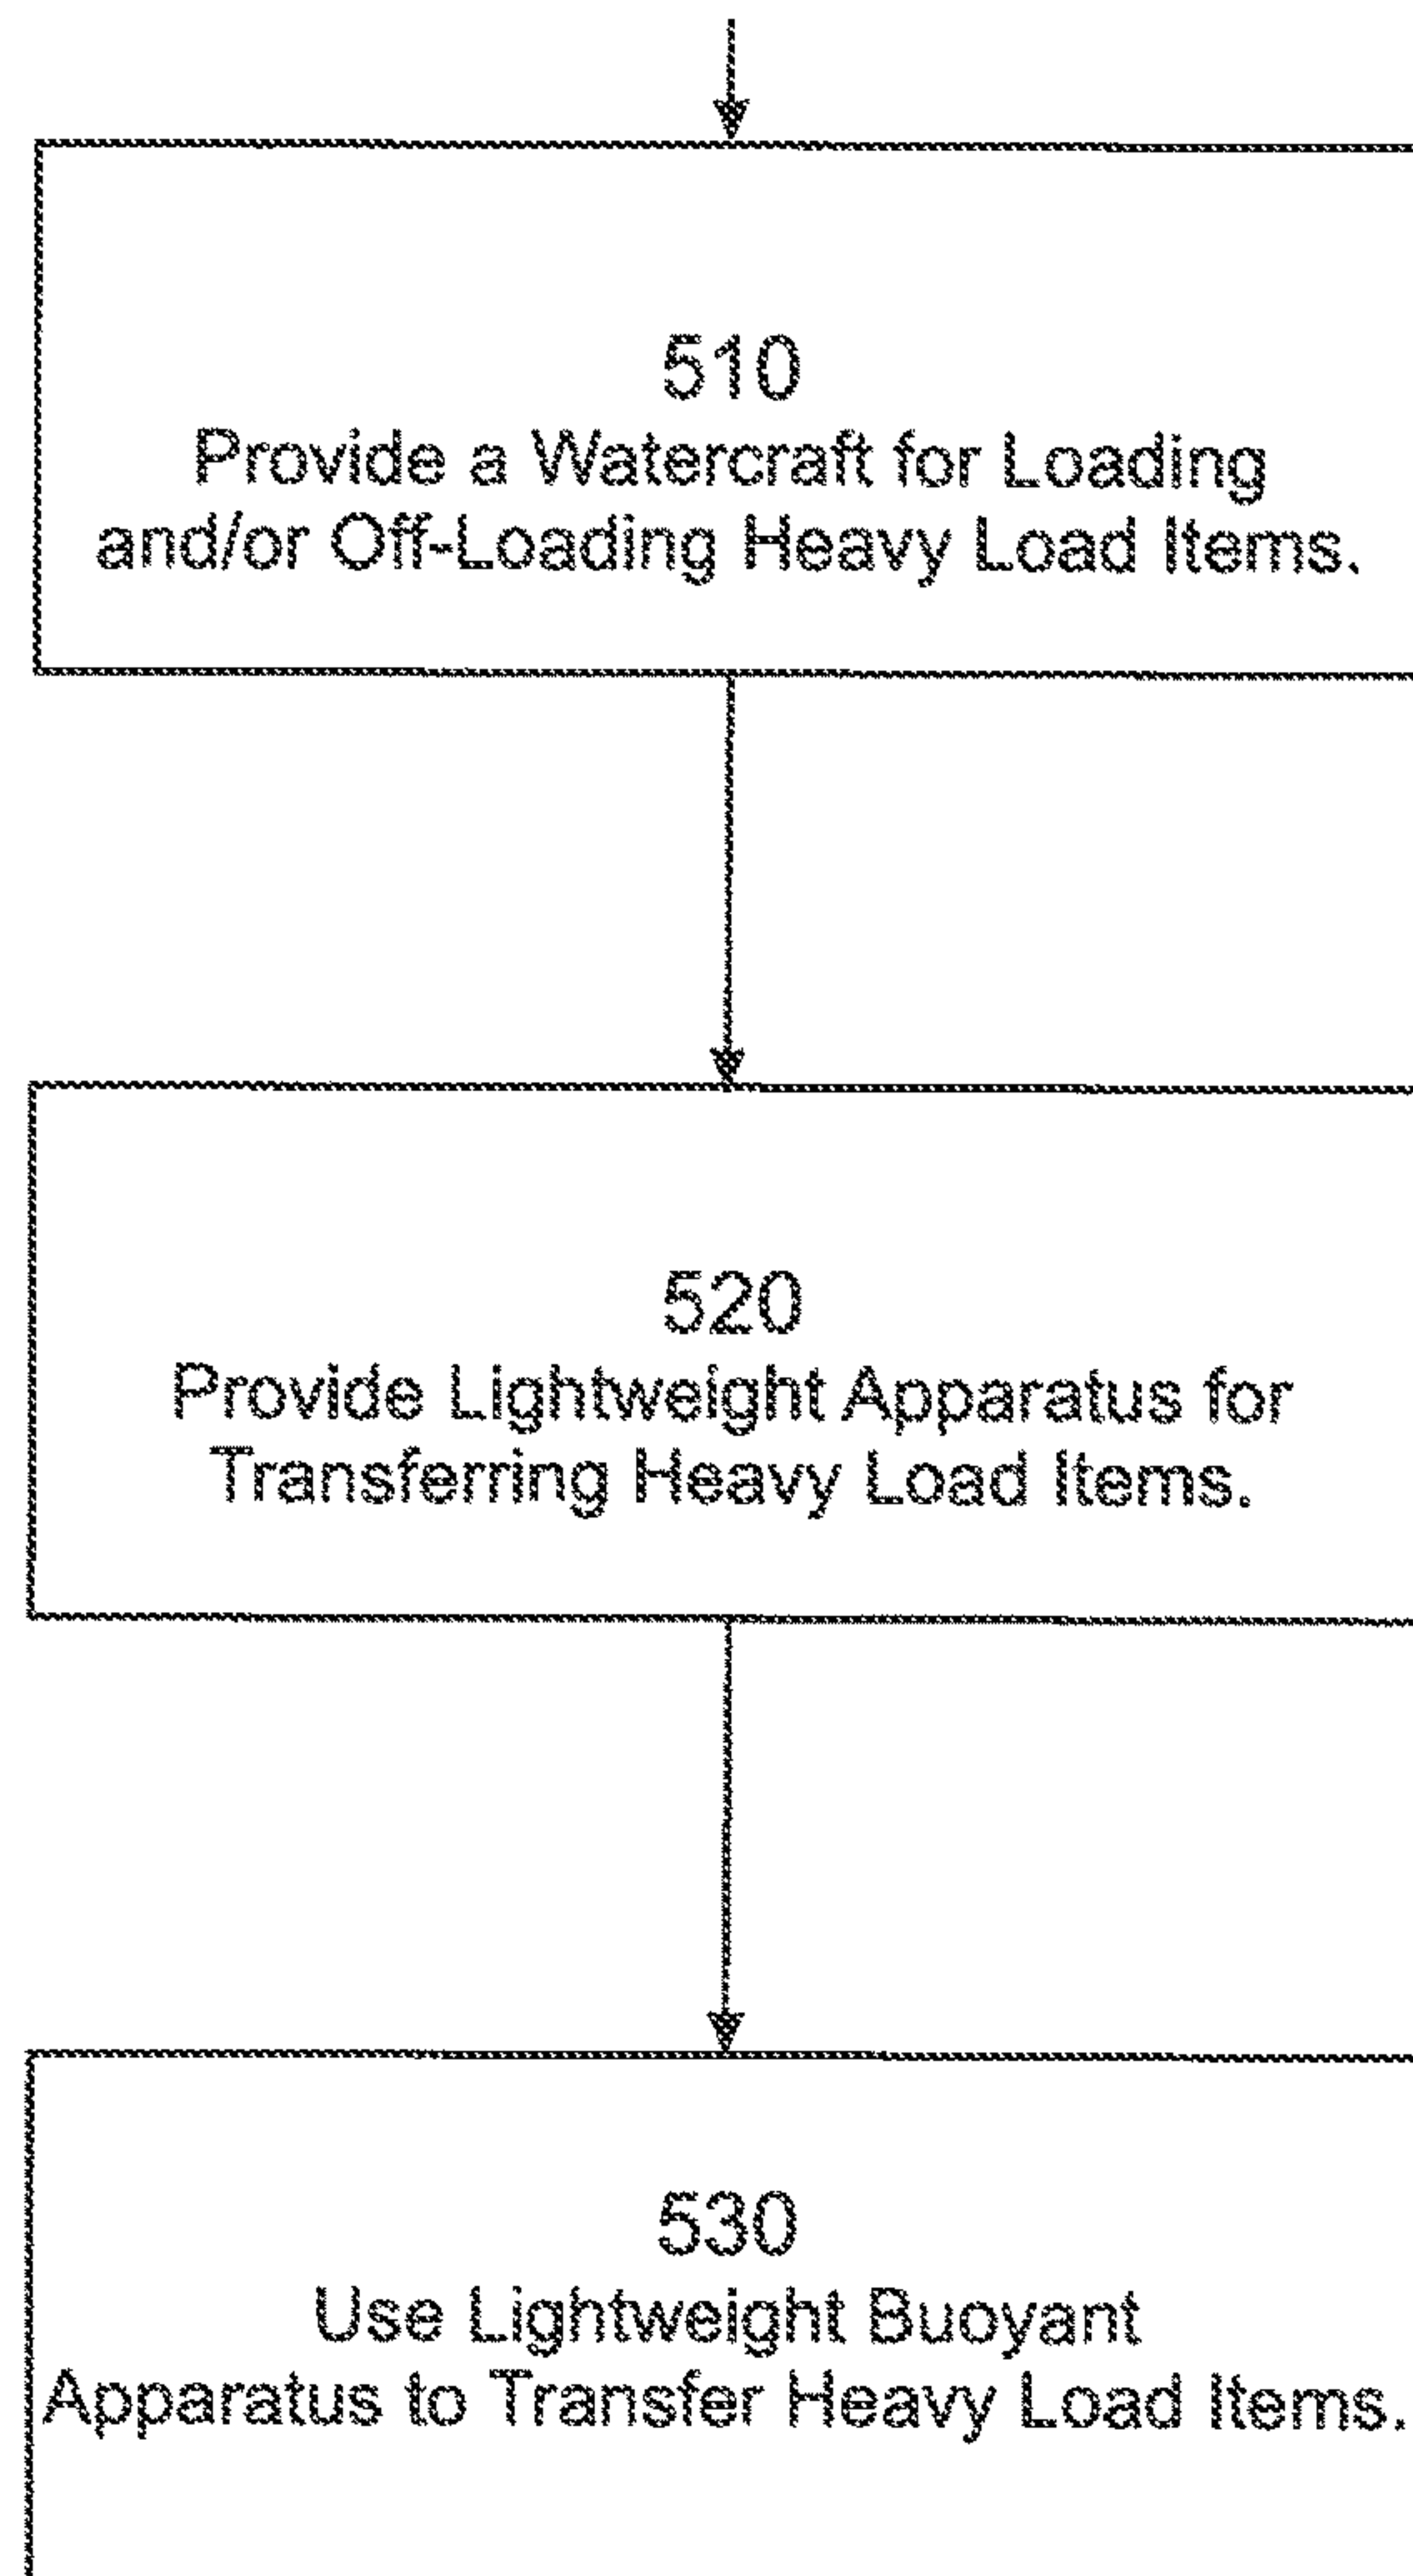 510
Provide a Watercraft for Loading
and/or Off-Loading Heavy Load Items.
520
Provide Lightweight Apparatus for
Transferring Heavy Load Items.
530
Use Lightweight Buoyant
Apparatus to Transfer Heavy Load Items.